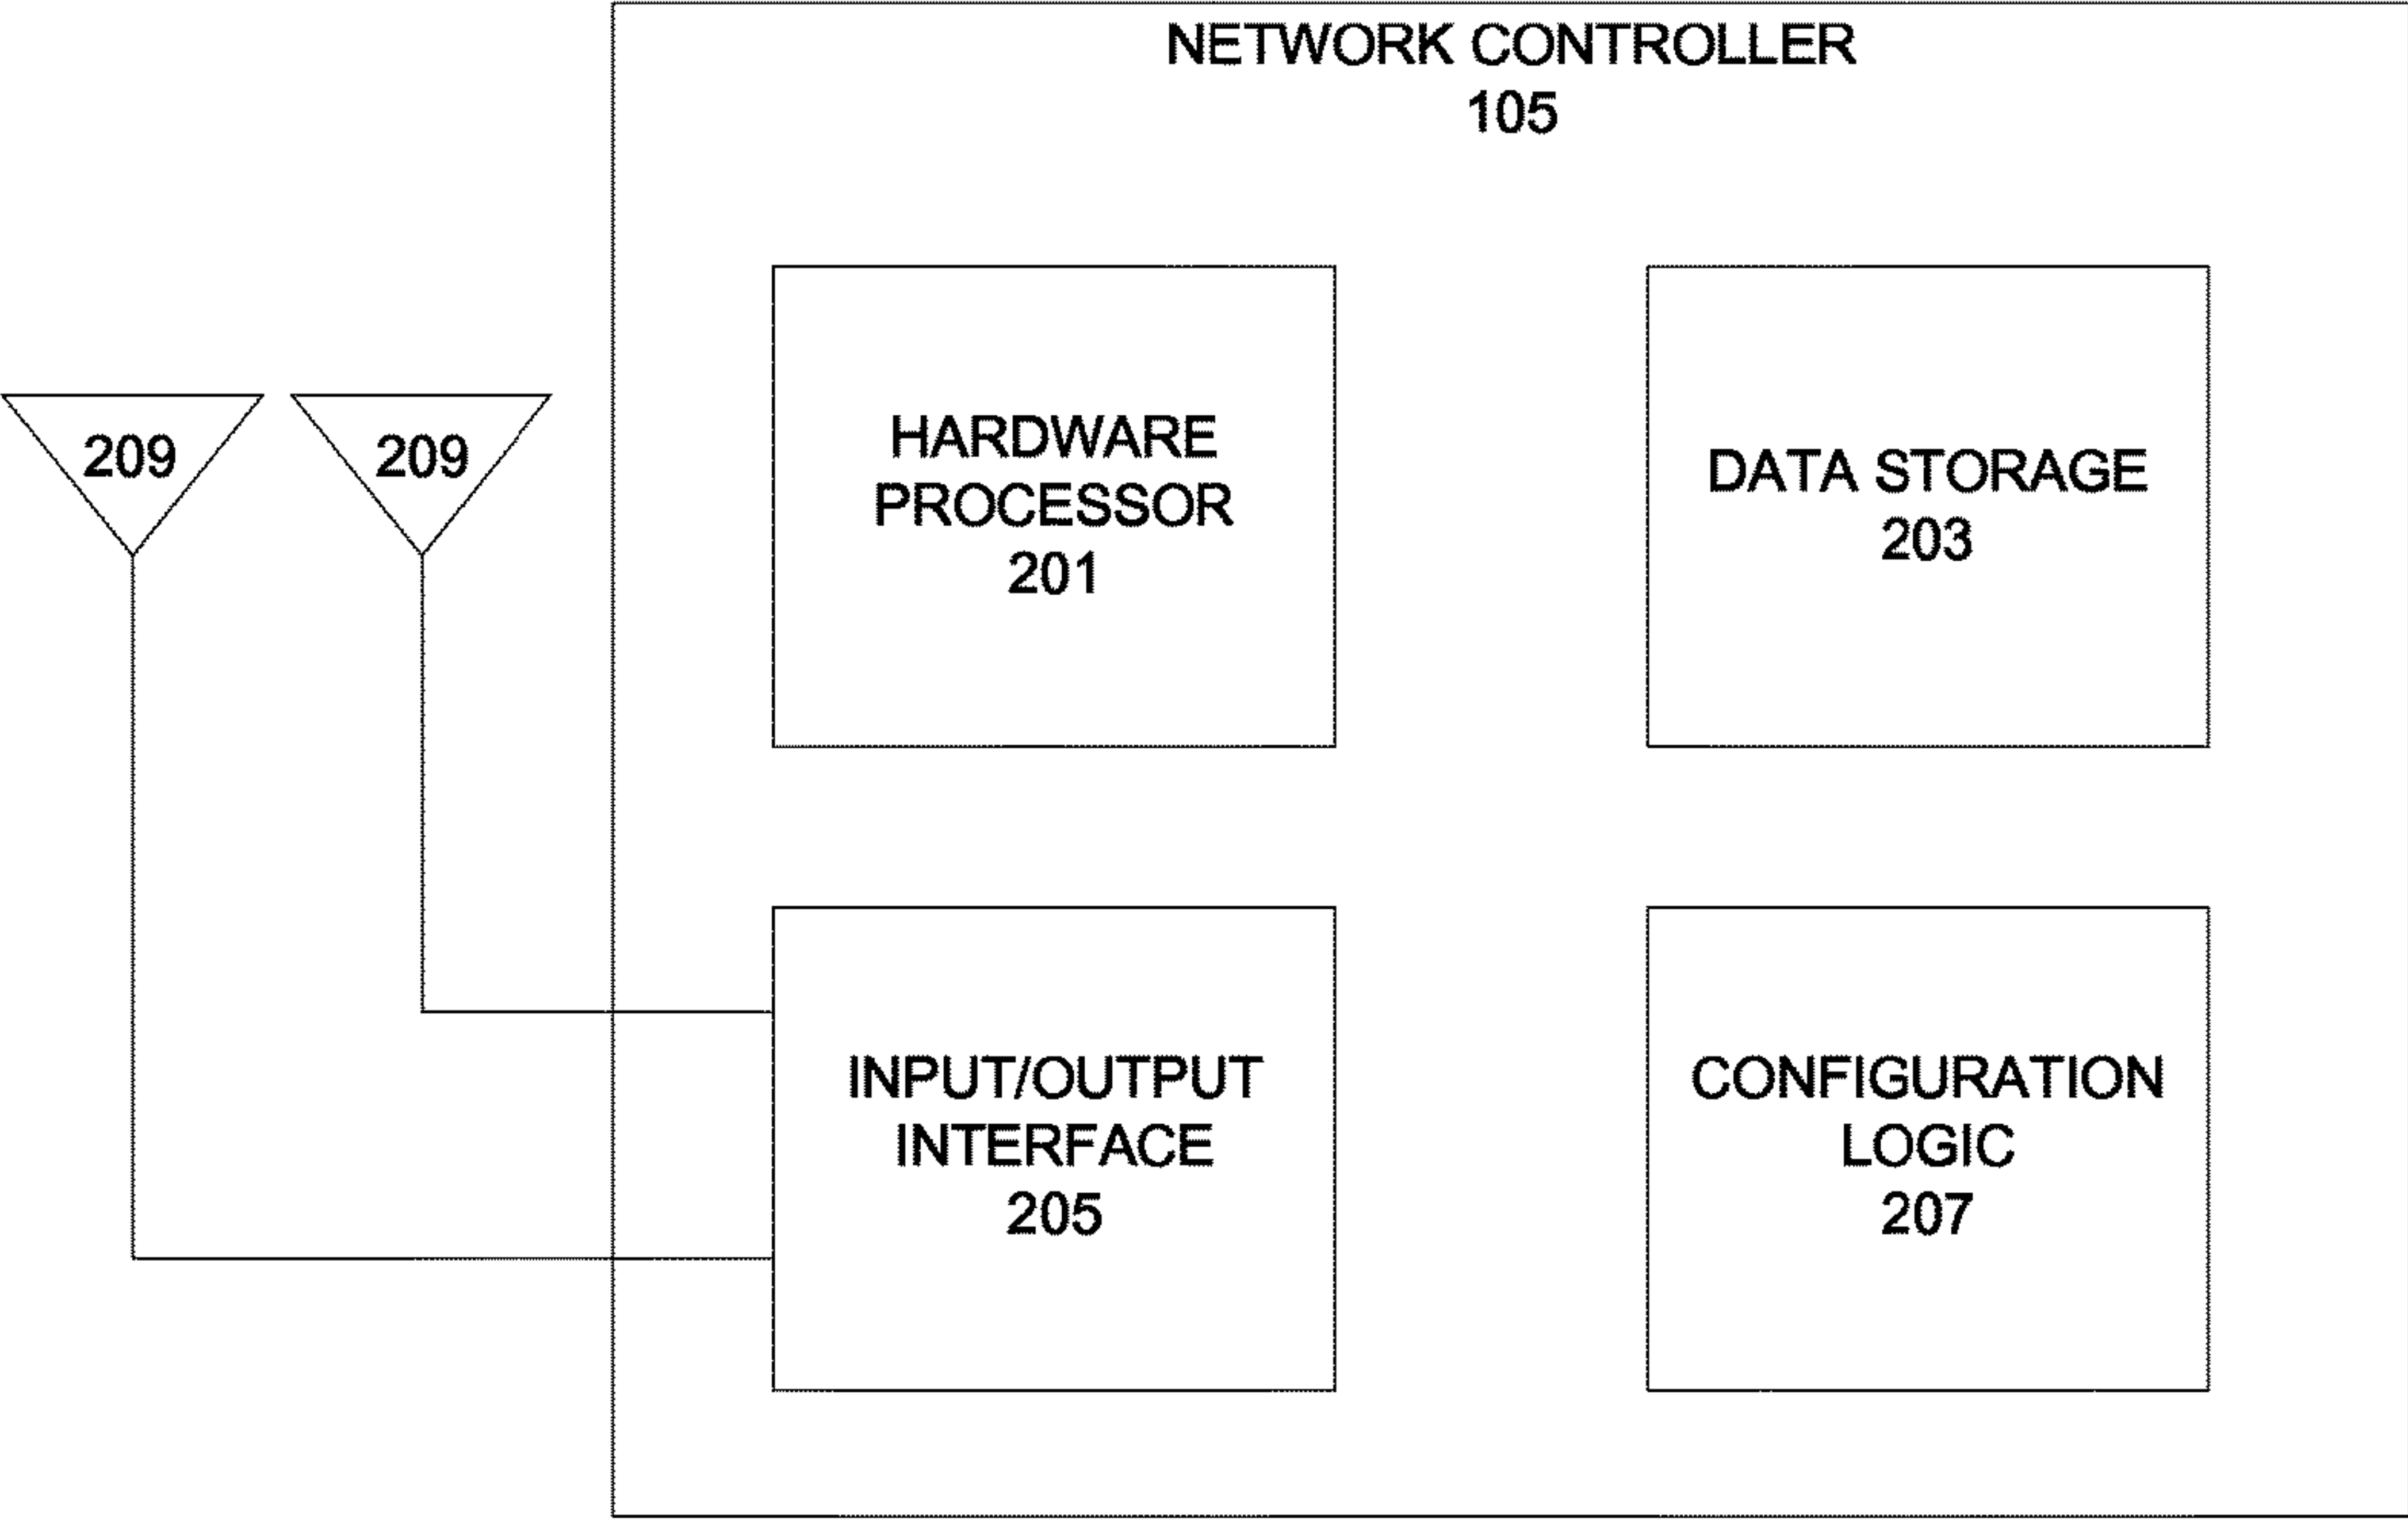 NETWORK CONTROLLER
105
209
209
HARDWARE
PROCESSOR
201
DATA STORAGE
203
INPUT/OUTPUT
INTERFACE
205
CONFIGURATION
LOGIC
207